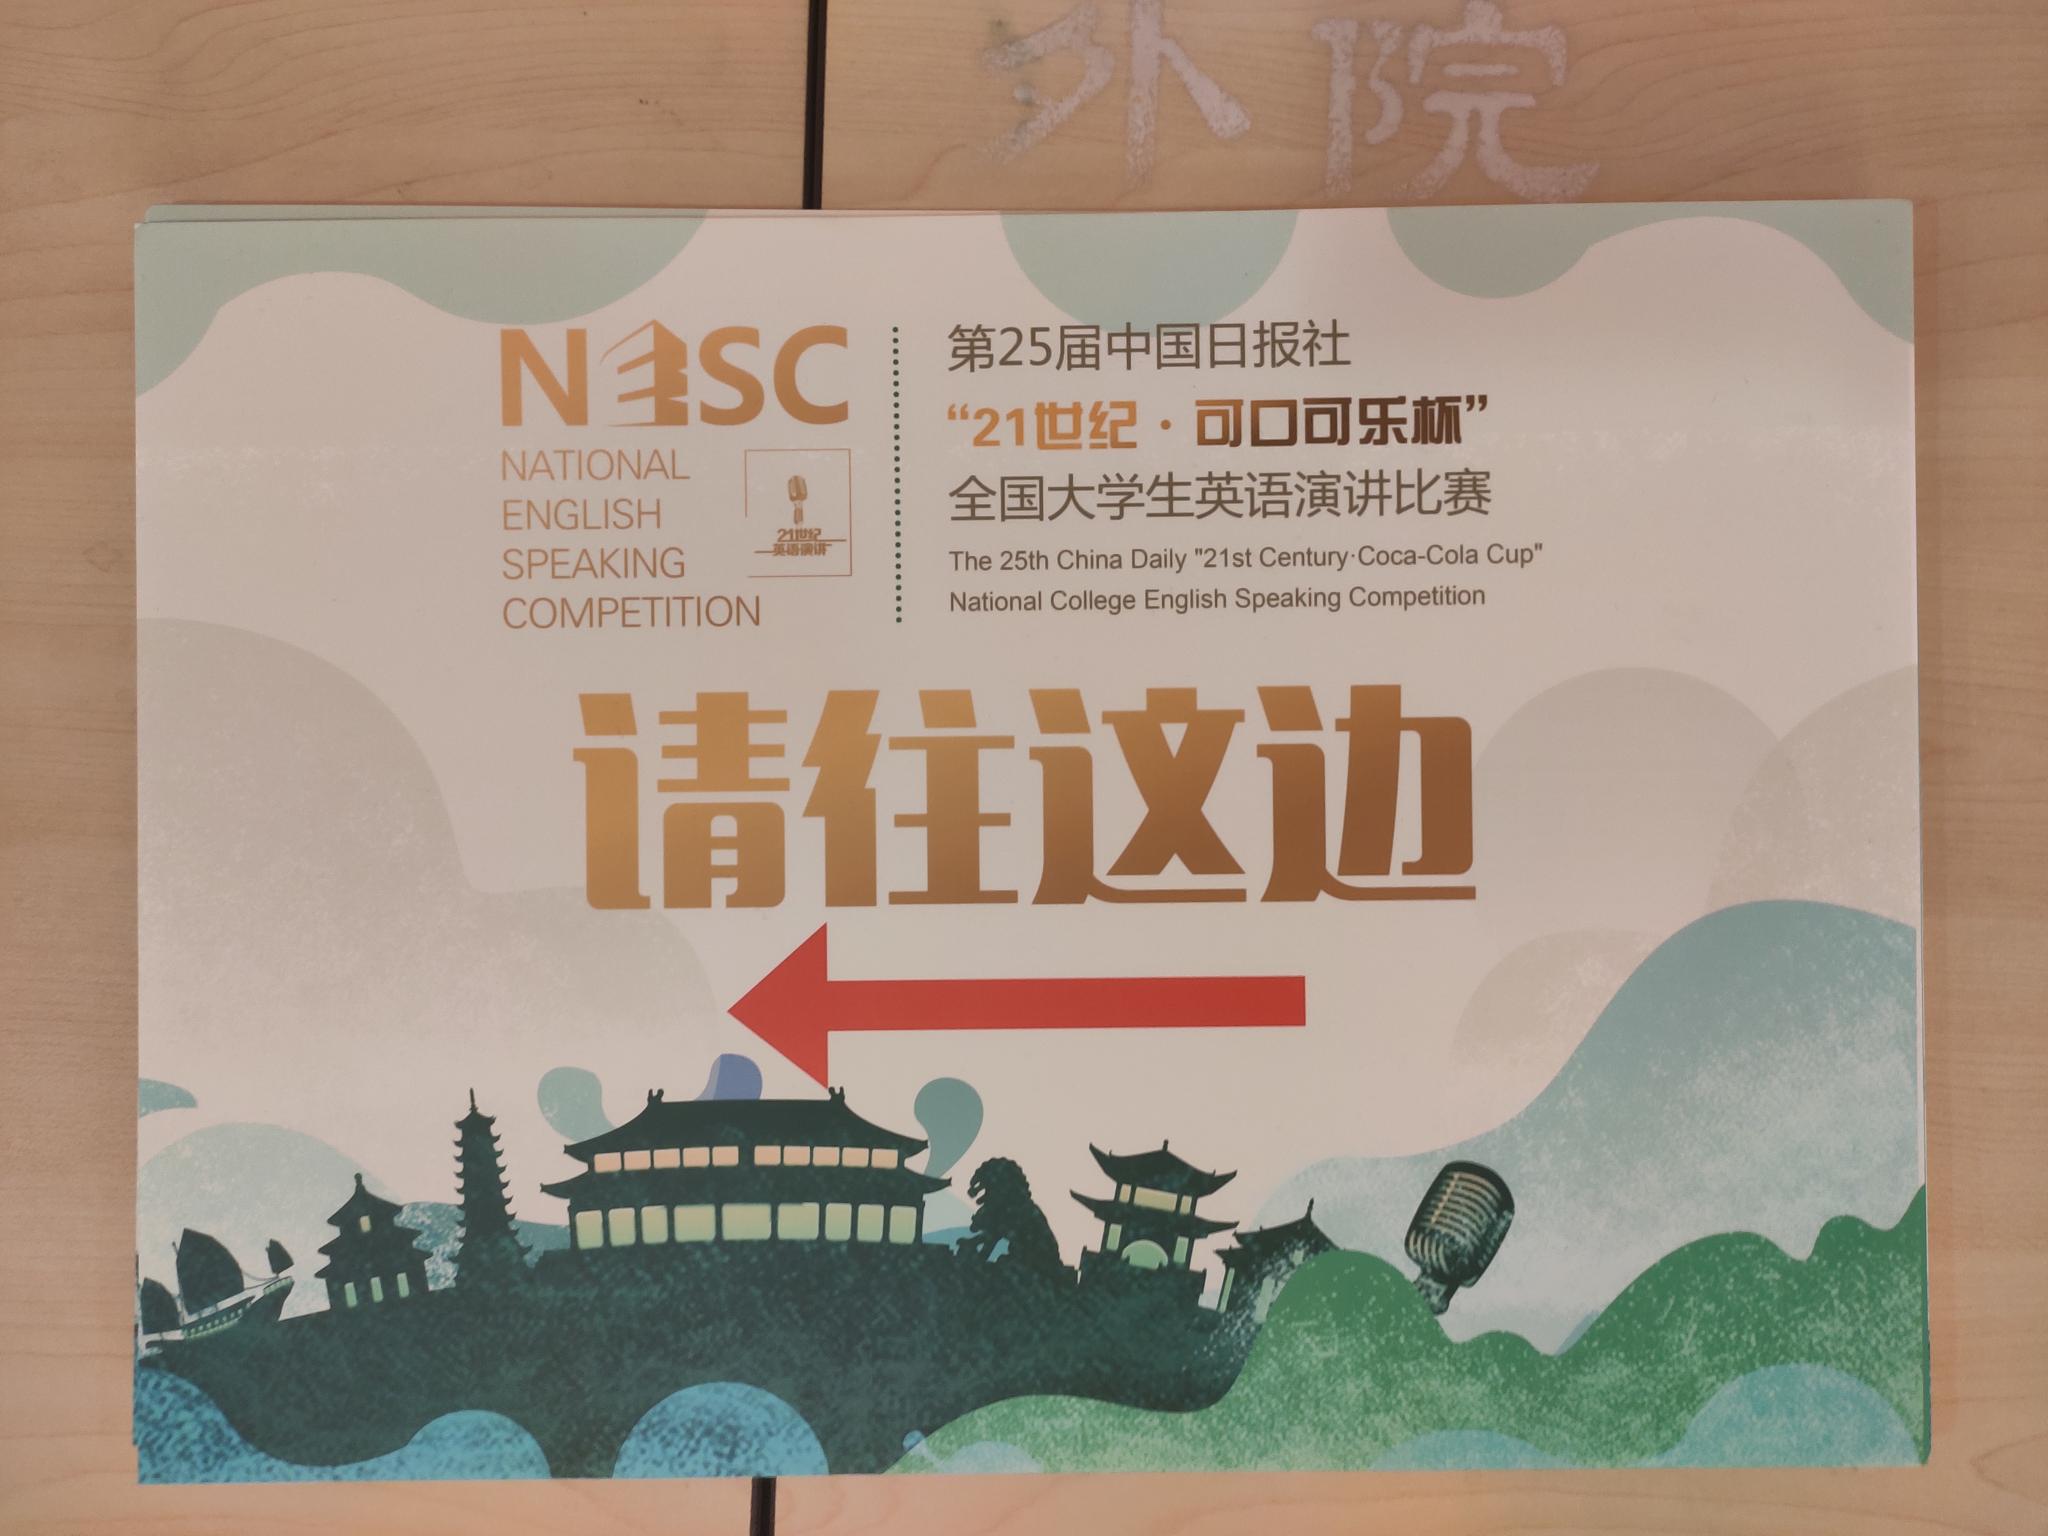 外院
NESC
NATIONAL
ENGLISH
SPEAKING
COMPETITION
21世纪
英语演讲
第25届中国日报社
“21世纪·可口可乐杯”
全国大学生英语演讲比赛
The 25th China Daily "21st Century·Coca-Cola Cup"
National College English Speaking Competition
请往这边